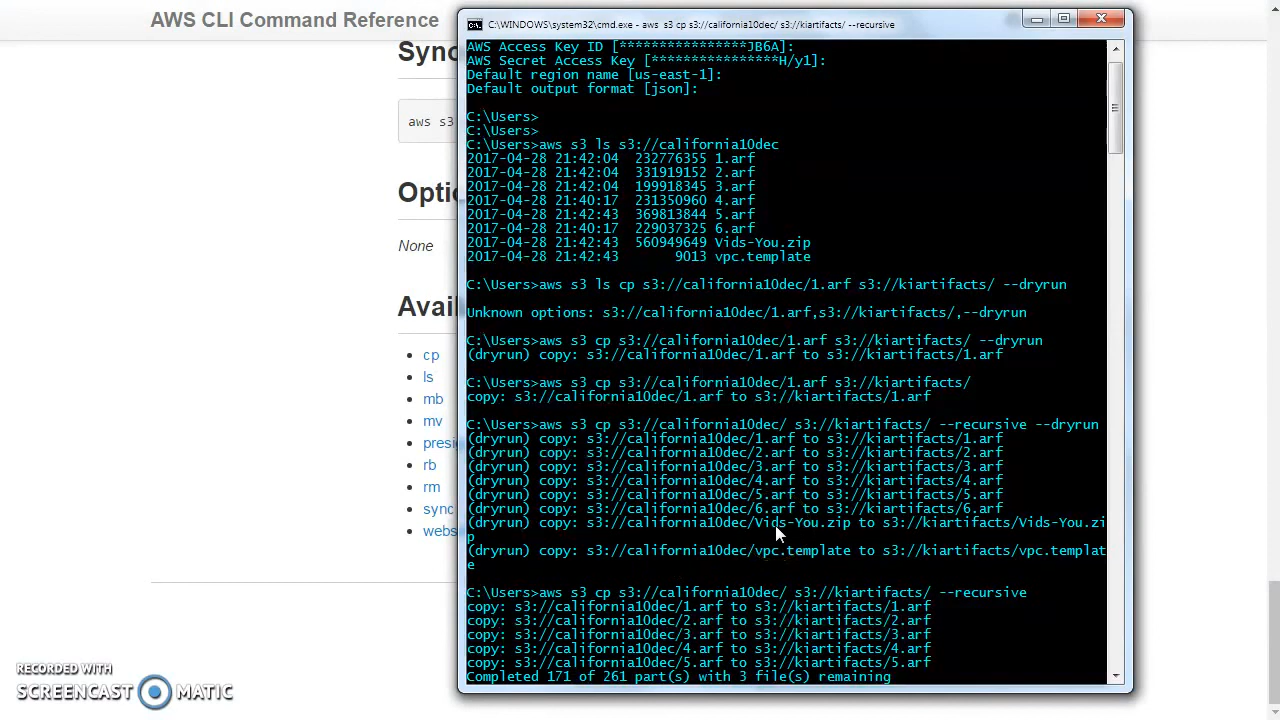 AWS CLI Command Reference
C:\WINDOWS\system32\cmd.exe - aws s3 cp s3://california10dec/ s3://kiartifacts/ --recursive
Sync
aws s3
Opti
None
Avail
cp
ls
mb
mv
presig
rb
rm
sync
webs
AWS Access Key ID [****************JB6A]:
AWS Secret Access Key [****************H/y1]:
Default region name [us-east-1]:
Default output format [json]:
C:\Users>
C:\Users>
C:\Users>aws s3 ls s3://california10dec
2017-04-28 21:42:04  232776355 1.arf
2017-04-28 21:42:04  331919152 2.arf
2017-04-28 21:42:04  199918345 3.arf
2017-04-28 21:40:17  231350960 4.arf
2017-04-28 21:42:43  369813844 5.arf
2017-04-28 21:40:17  229037325 6.arf
2017-04-28 21:42:43  560949649 Vids-You.zip
2017-04-28 21:42:43       9013 vpc.template
C:\Users>aws s3 ls cp s3://california10dec/1.arf s3://kiartifacts/ --dryrun
Unknown options: s3://california10dec/1.arf,s3://kiartifacts/,--dryrun
C:\Users>aws s3 cp s3://california10dec/1.arf s3://kiartifacts/ --dryrun
(dryrun) copy: s3://california10dec/1.arf to s3://kiartifacts/1.arf
C:\Users>aws s3 cp s3://california10dec/1.arf s3://kiartifacts/
copy: s3://california10dec/1.arf to s3://kiartifacts/1.arf
C:\Users>aws s3 cp s3://california10dec/ s3://kiartifacts/ --recursive --dryrun
(dryrun) copy: s3://california10dec/1.arf to s3://kiartifacts/1.arf
(dryrun) copy: s3://california10dec/2.arf to s3://kiartifacts/2.arf
(dryrun) copy: s3://california10dec/3.arf to s3://kiartifacts/3.arf
(dryrun) copy: s3://california10dec/4.arf to s3://kiartifacts/4.arf
(dryrun) copy: s3://california10dec/5.arf to s3://kiartifacts/5.arf
(dryrun) copy: s3://california10dec/6.arf to s3://kiartifacts/6.arf
(dryrun) copy: s3://california10dec/Vids-You.zip to s3://kiartifacts/Vids-You.zi
p
(dryrun) copy: s3://california10dec/vpc.template to s3://kiartifacts/vpc.templat
e
C:\Users>aws s3 cp s3://california10dec/ s3://kiartifacts/ --recursive
copy: s3://california10dec/1.arf to s3://kiartifacts/1.arf
copy: s3://california10dec/2.arf to s3://kiartifacts/2.arf
copy: s3://california10dec/3.arf to s3://kiartifacts/3.arf
copy: s3://california10dec/4.arf to s3://kiartifacts/4.arf
copy: s3://california10dec/5.arf to s3://kiartifacts/5.arf
Completed 171 of 261 part(s) with 3 file(s) remaining
RECORDED WITH
SCREENCAST MATIC